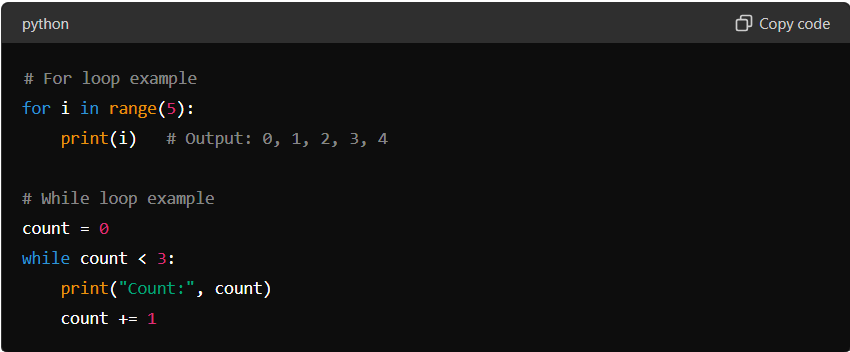 python
Copy code
# For loop example
for i in range(5):
    print(i)   # Output: 0, 1, 2, 3, 4
# While loop example
count = 0
while count < 3:
    print("Count:", count)
    count += 1